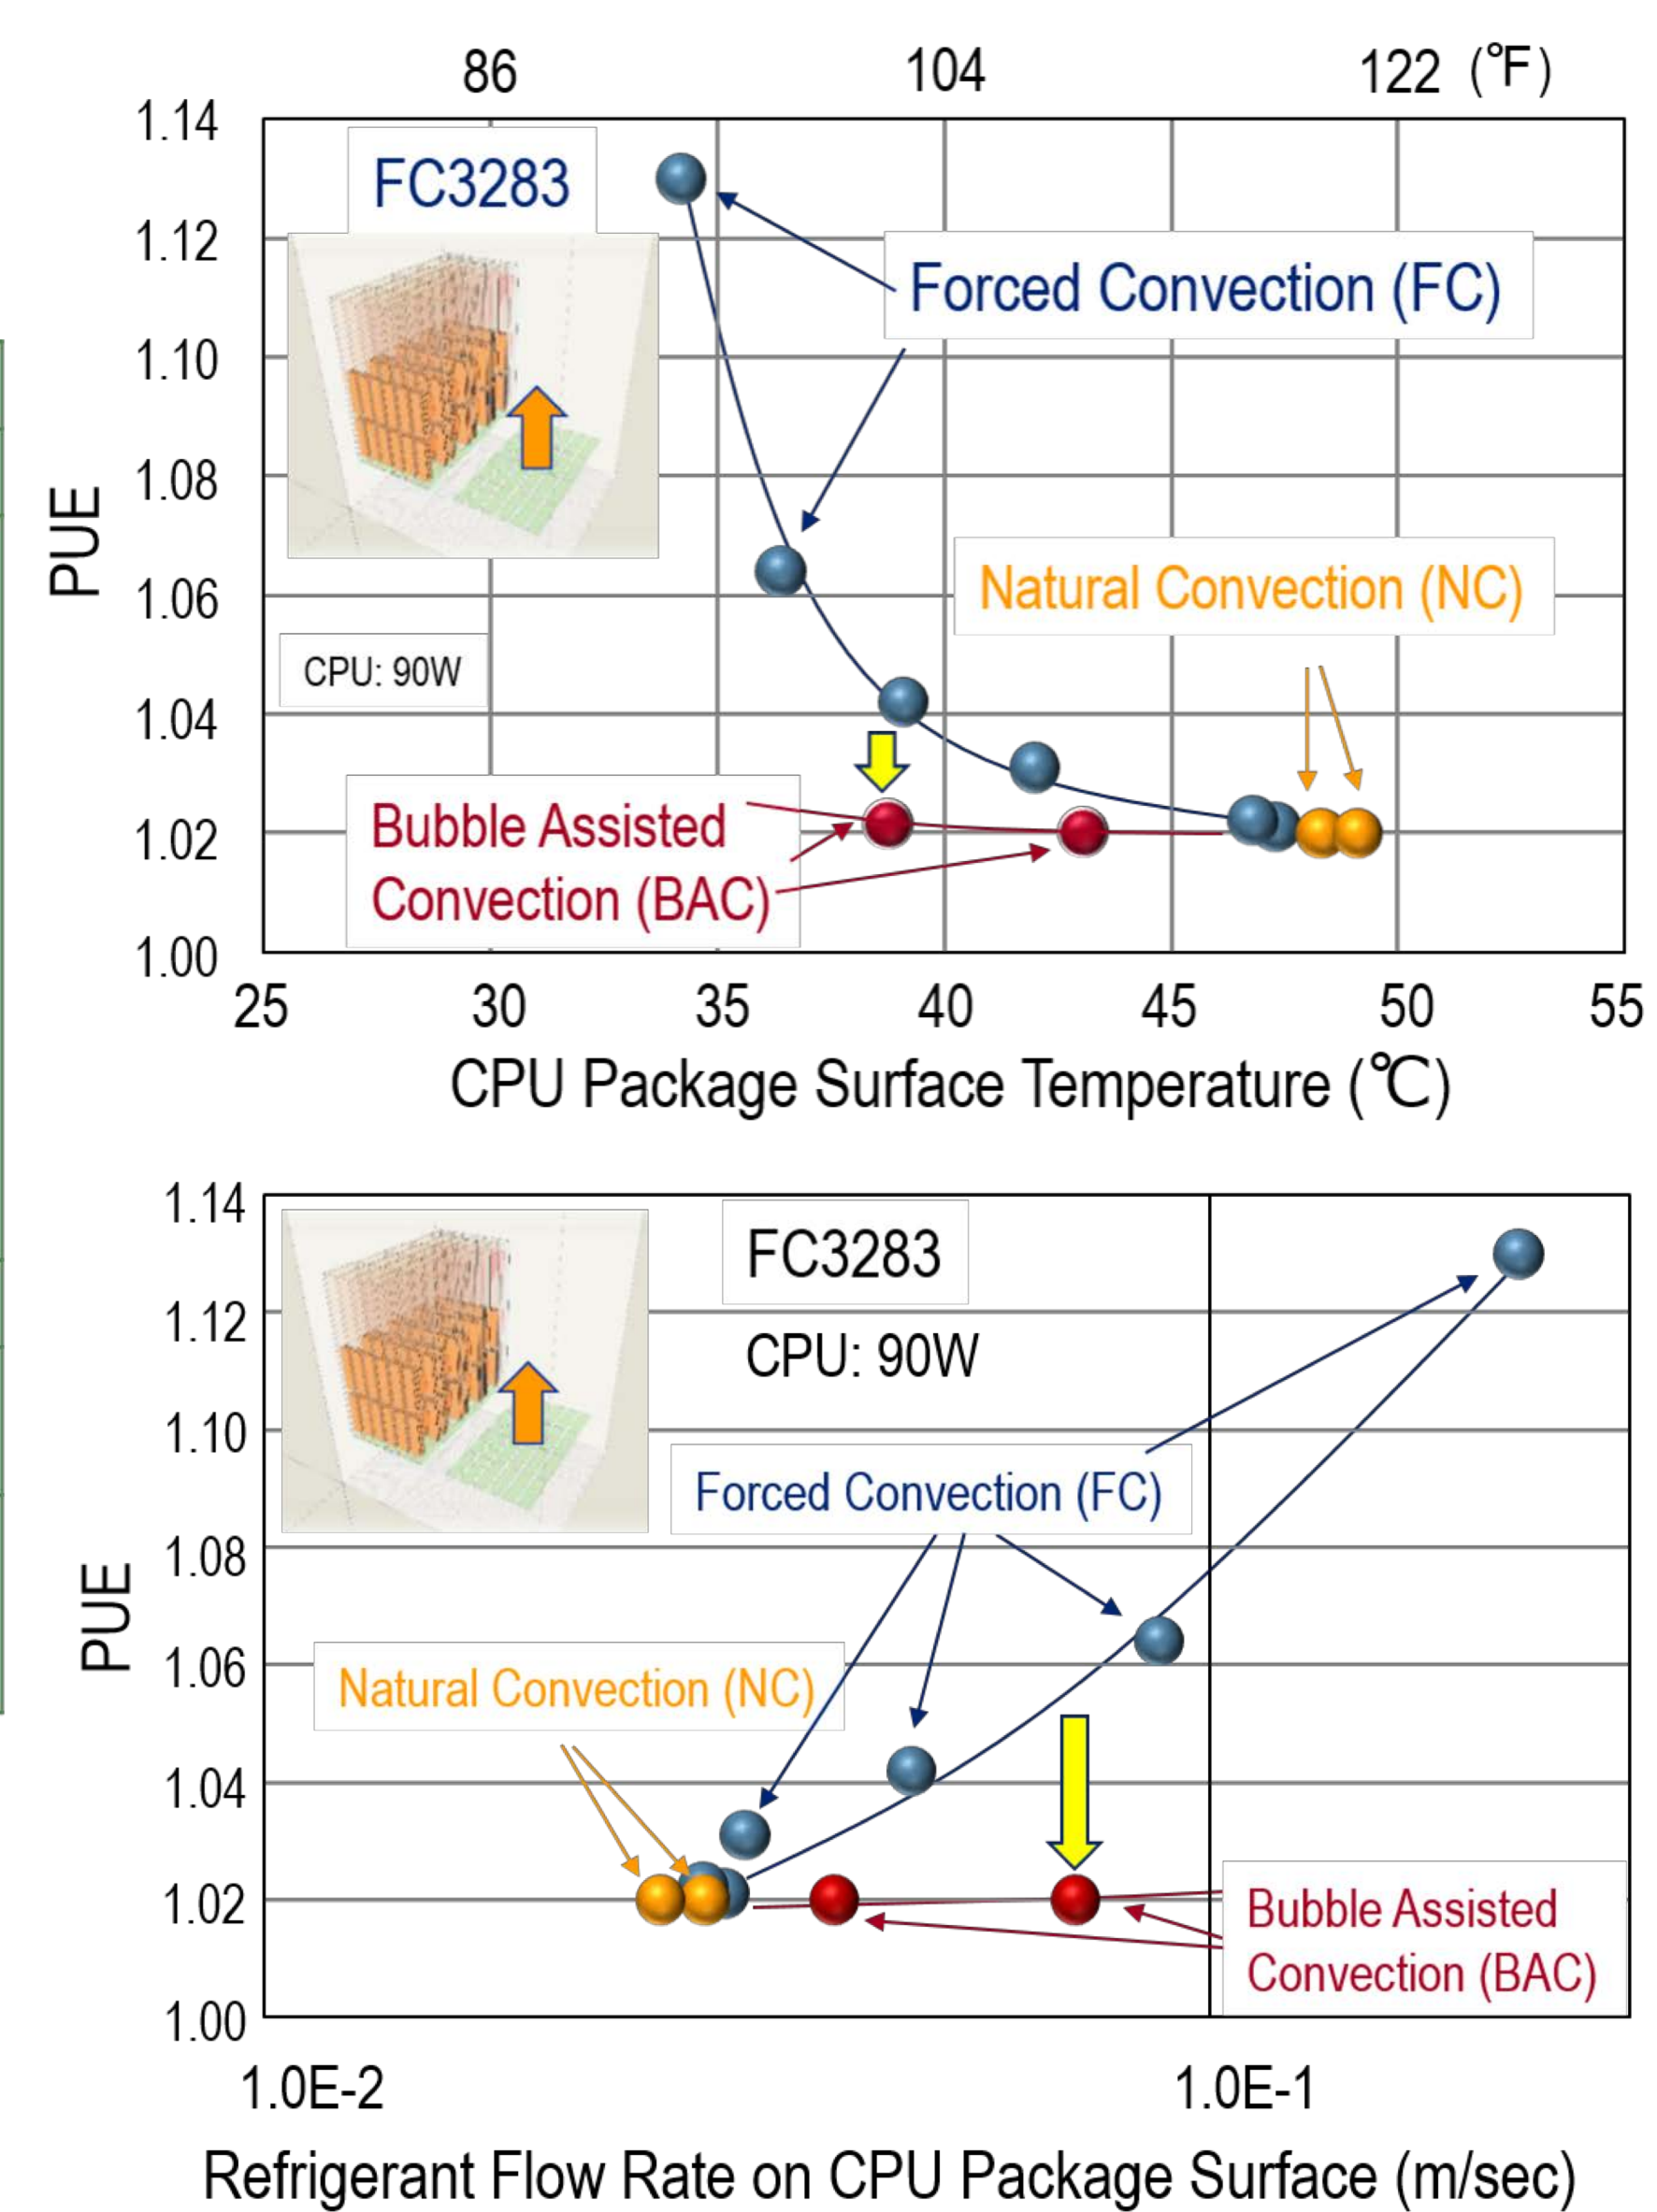 86 104 122 (℉)
1.14
FC3283
1.12
Forced Convection (FC)
1.10
1.08
PUE
1.06
Natural Convection (NC)
CPU: 90W
1.04
Bubble Assisted
Convection (BAC)
1.02
1.00
25 30 35 40 45 50 55
CPU Package Surface Temperature (℃)
1.14
FC3283
1.12
CPU: 90W
1.10
Forced Convection (FC)
1.08
PUE
1.06
Natural Convection (NC)
1.04
1.02
Bubble Assisted
Convection (BAC)
1.00
1.0E-2 1.0E-1
Refrigerant Flow Rate on CPU Package Surface (m/sec)